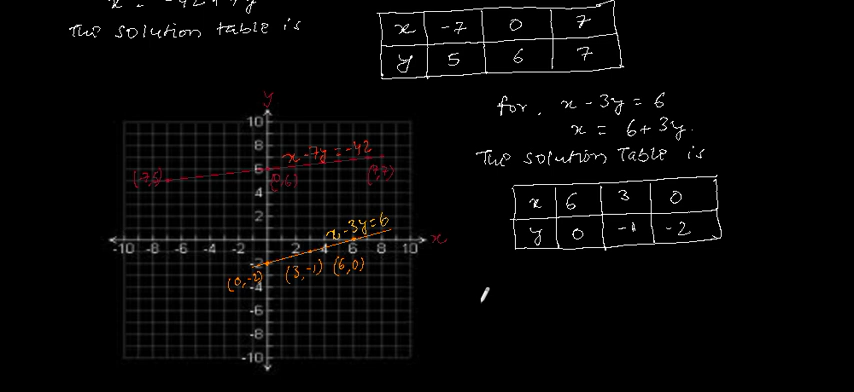 x = -42+7y
The solution table is
x -7 0 7
y 5 6 7
for, x - 3y = 6
x = 6+3y.
The solution Table is
x 6 3 0
y 0 -1 -2
y
10
8
6
4
2
-10 -8 -6 -4 -2 2 4 6 8 10 x
-2
-4
-6
-8
-10
x-7y=-42
(-7,5) (0,6) (7,7)
x-3y=6
(0,-2) (3,-1) (6,0)